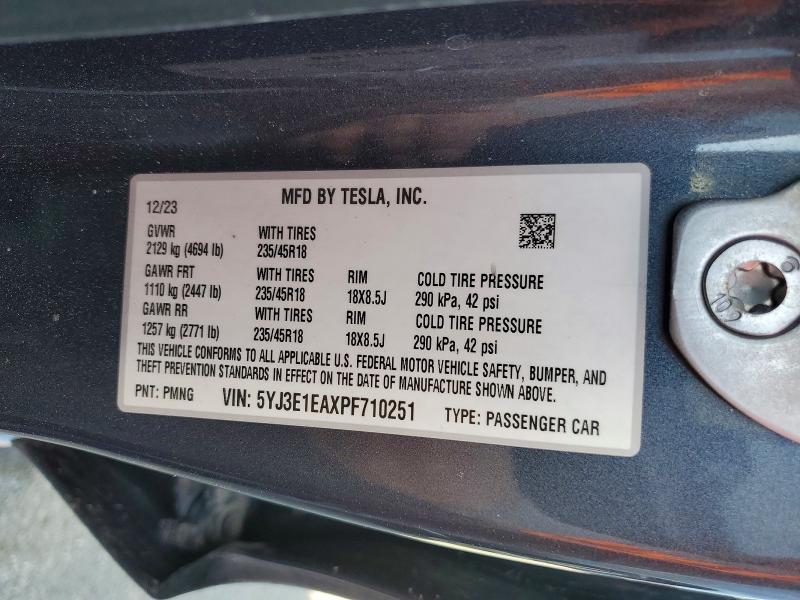 MFD BY TESLA, INC.
12/23
GVWR WITH TIRES
2129 kg (4694 lb) 235/45R18
GAWR FRT WITH TIRES RIM COLD TIRE PRESSURE
1110 kg (2447 lb) 235/45R18 18X8.5J 290 kPa, 42 psi
GAWR RR WITH TIRES RIM COLD TIRE PRESSURE
1257 kg (2771 lb) 235/45R18 18X8.5J 290 kPa, 42 psi
THIS VEHICLE CONFORMS TO ALL APPLICABLE U.S. FEDERAL MOTOR VEHICLE SAFETY, BUMPER, AND
THEFT PREVENTION STANDARDS IN EFFECT ON THE DATE OF MANUFACTURE SHOWN ABOVE.
PNT: PMNG VIN: 5YJ3E1EAXPF710251 TYPE: PASSENGER CAR